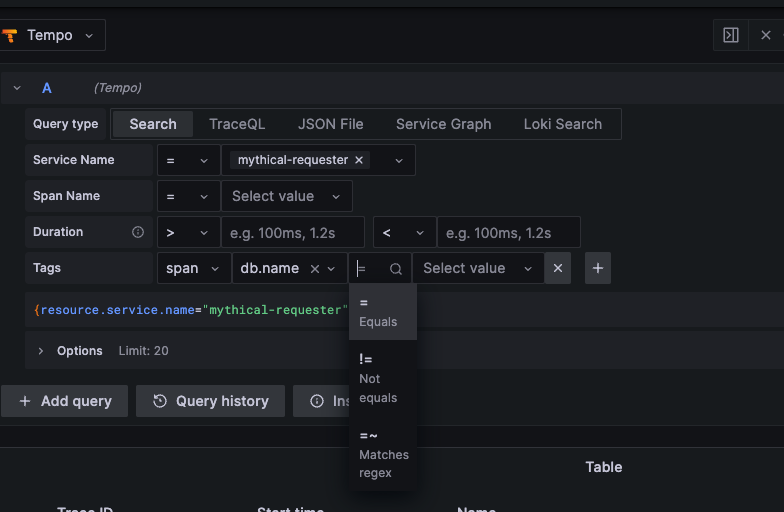 Tempo
A (Tempo)
Query type Search TraceQL JSON File Service Graph Loki Search
Service Name = mythical-requester ×
Span Name = Select value
Duration > e.g. 100ms, 1.2s < e.g. 100ms, 1.2s
Tags span db.name × = Select value × +
{resource.service.name="mythical-requester"
=
Equals
Options Limit: 20
!=
Not
equals
+ Add query Query history Ins
=~
Matches
regex
Table
Trace ID Start time Name